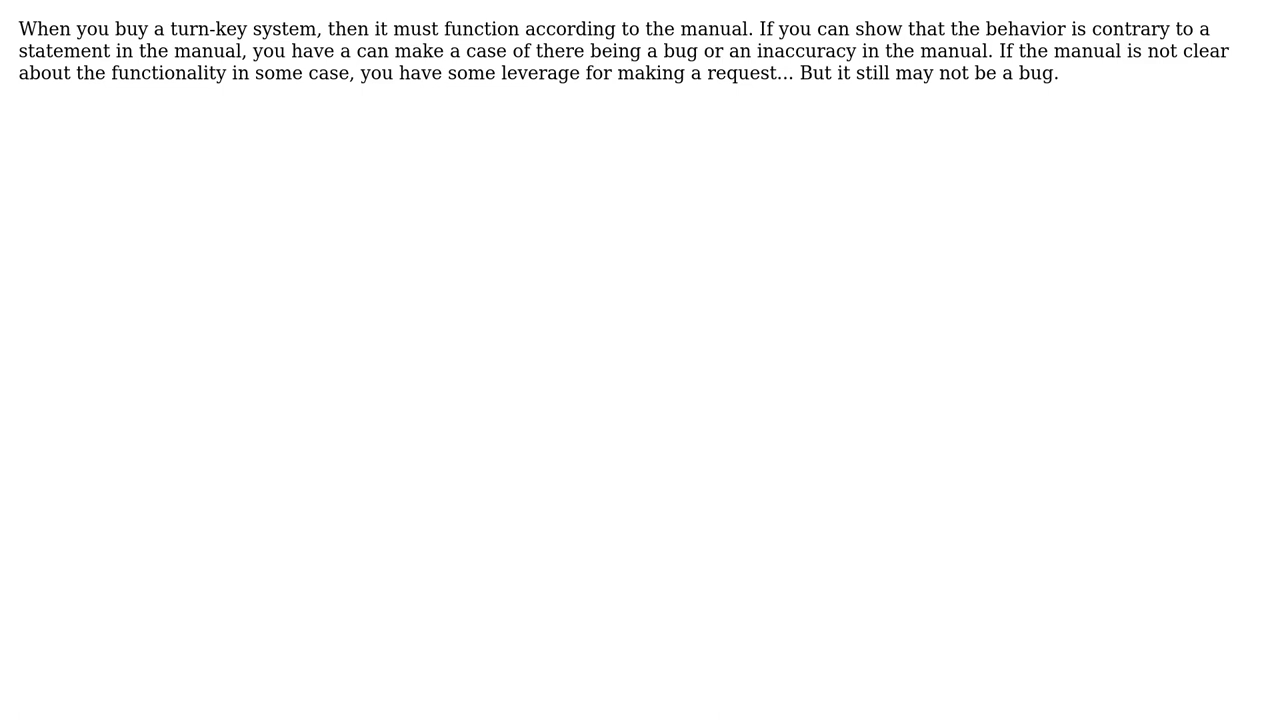 When you buy a turn-key system, then it must function according to the manual. If you can show that the behavior is contrary to a
statement in the manual, you have a can make a case of there being a bug or an inaccuracy in the manual. If the manual is not clear
about the functionality in some case, you have some leverage for making a request... But it still may not be a bug.